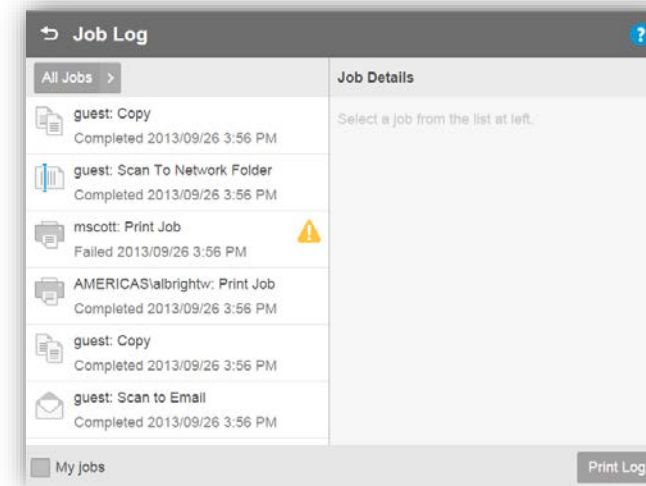 Job Log
?
All Jobs >
Job Details
guest: Copy
Completed 2013/09/26 3:56 PM
Select a job from the list at left.
guest: Scan To Network Folder
Completed 2013/09/26 3:56 PM
mscott: Print Job
Failed 2013/09/26 3:56 PM
AMERICAS\albrightw: Print Job
Completed 2013/09/26 3:56 PM
guest: Copy
Completed 2013/09/26 3:56 PM
guest: Scan to Email
Completed 2013/09/26 3:56 PM
My jobs
Print Log